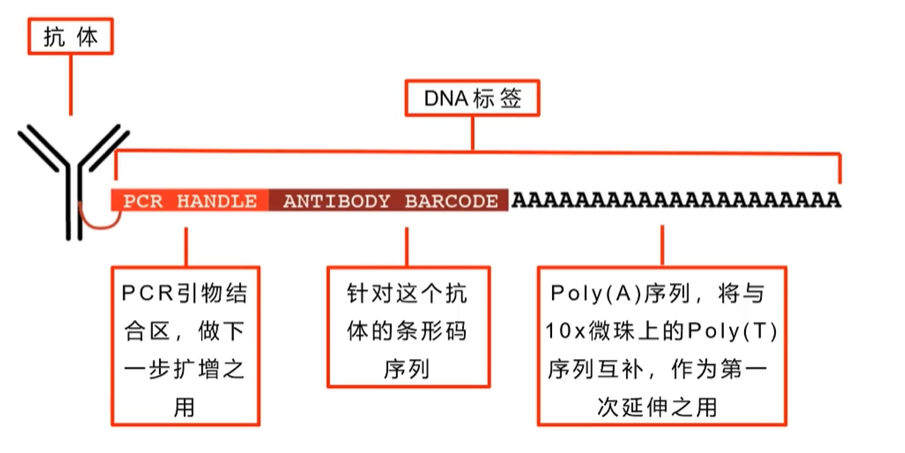 抗体
DNA标签
PCR HANDLE ANTIBODY BARCODE AAAAAAAAAAAAAAAAAAAAA
PCR引物结
合区，做下
一步扩增之
用
针对这个抗
体的条形码
序列
Poly(A)序列，将与
10x微珠上的Poly(T)
序列互补，作为第一
次延伸之用